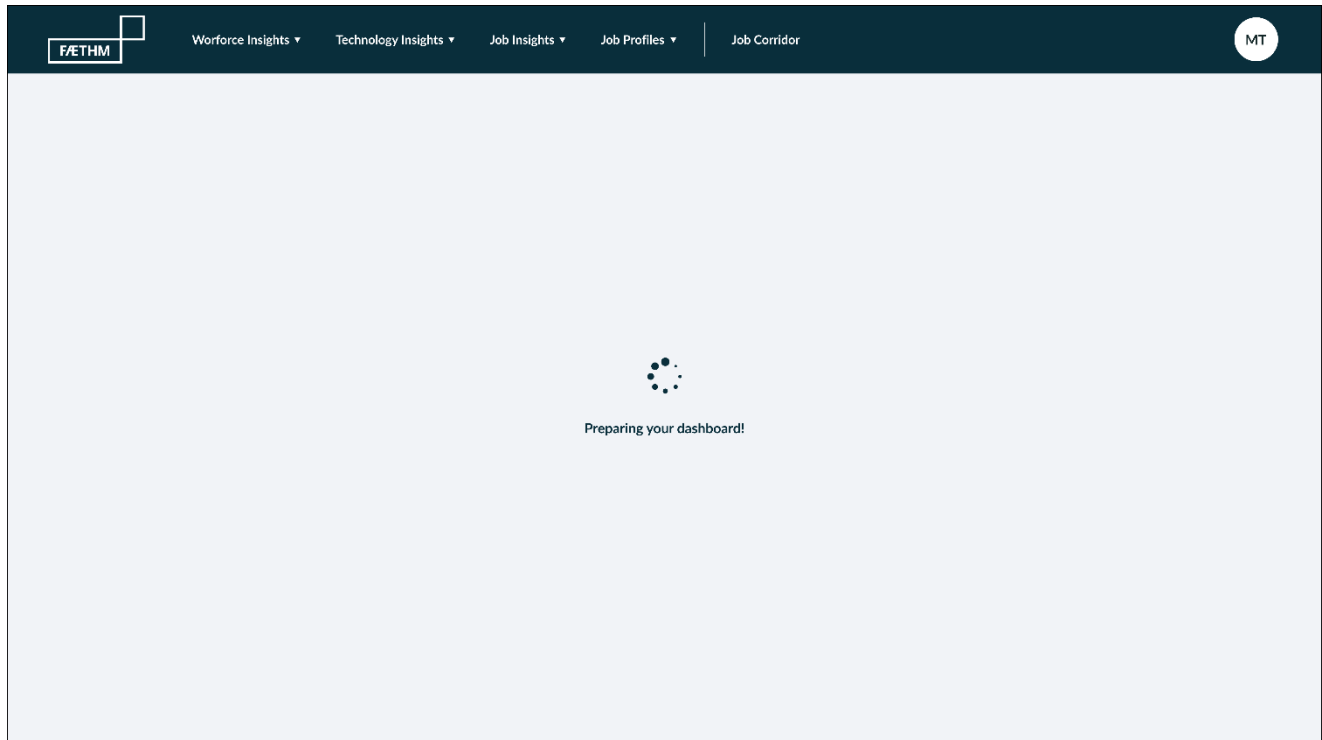 FÆTHM Worforce Insights ▾ Technology Insights ▾ Job Insights ▾ Job Profiles ▾ Job Corridor MT
Preparing your dashboard!